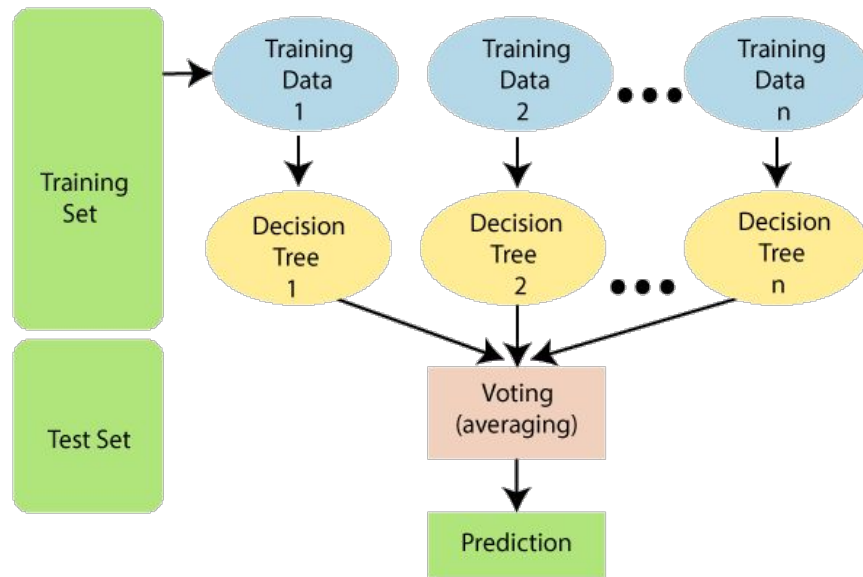 Training
Set
Test Set
Training
Data
1
Training
Data
2
Training
Data
n
Decision
Tree
1
Decision
Tree
2
Decision
Tree
n
Voting
(averaging)
Prediction